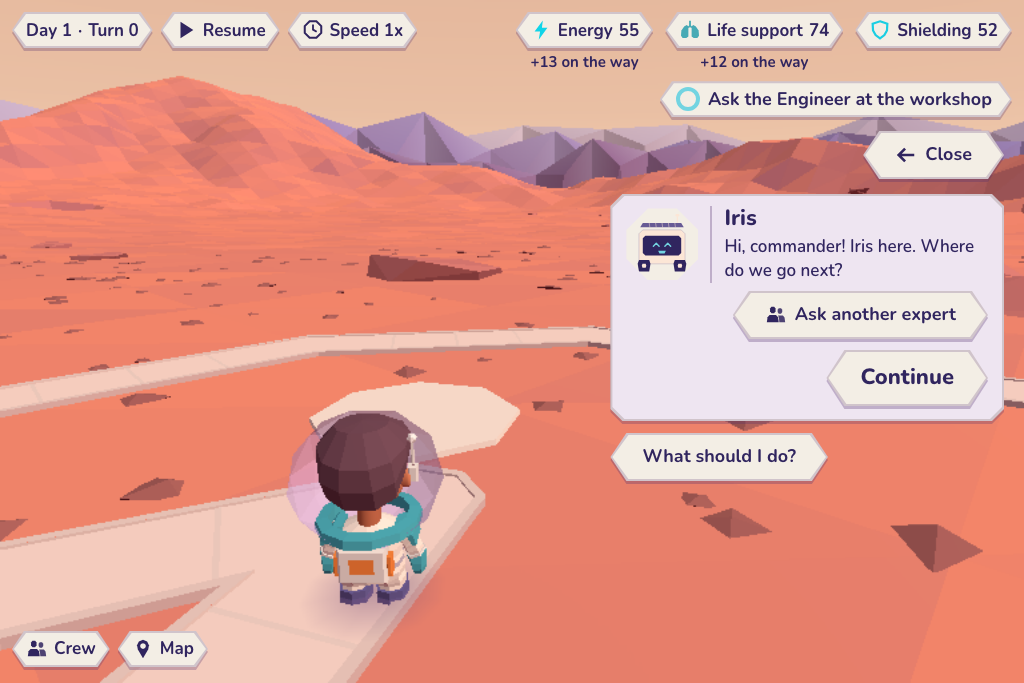 Day 1 · Turn 0
Resume
Speed 1x
Energy 55
Life support 74
Shielding 52
+13 on the way
+12 on the way
Ask the Engineer at the workshop
Close
Iris
Hi, commander! Iris here. Where
do we go next?
Ask another expert
Continue
What should I do?
Crew
Map